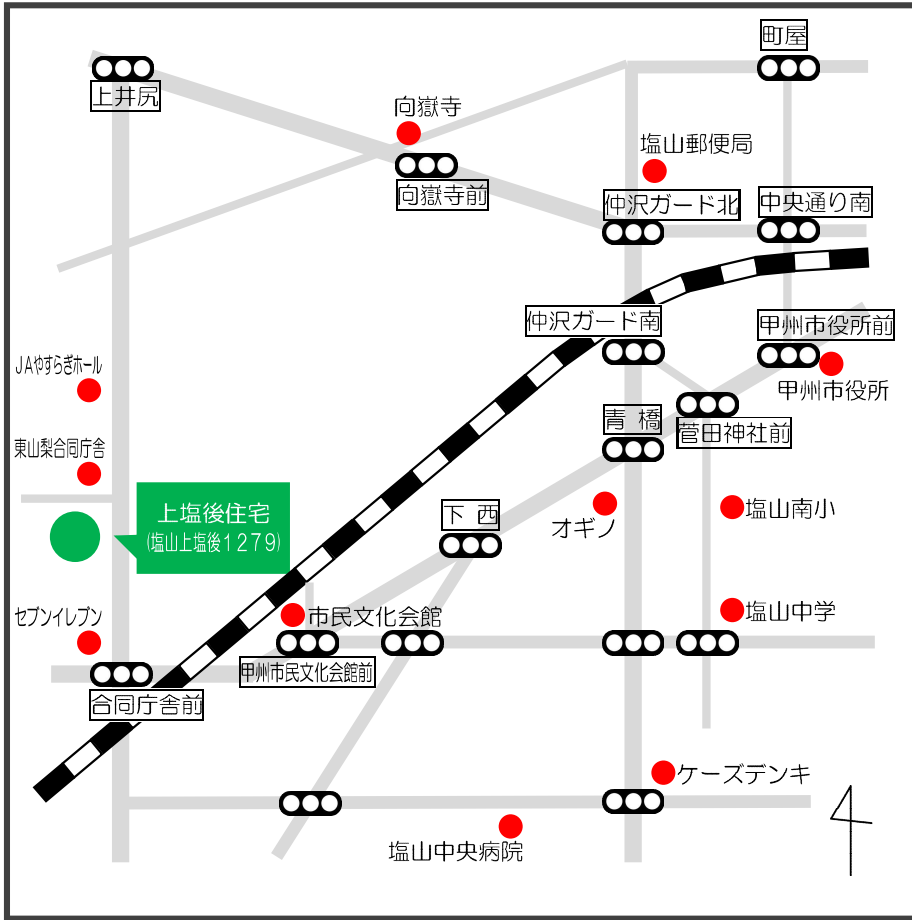 町屋
上井尻
向嶽寺
塩山郵便局
向嶽寺前
仲沢ガード北
中央通り南
仲沢ガード南
甲州市役所前
JAやすらぎホール
甲州市役所
青橋
菅田神社前
東山梨合同庁舎
上塩後住宅
(塩山上塩後1279)
下西
オギノ
塩山南小
セブンイレブン
市民文化会館
塩山中学
甲州市民文化会館前
合同庁舎前
ケーズデンキ
塩山中央病院